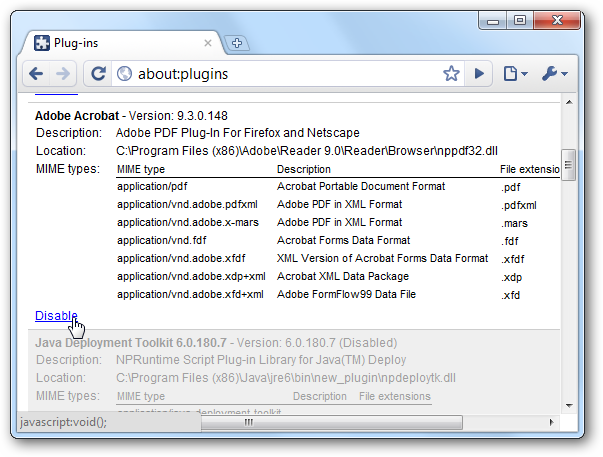 Plug-ins
about:plugins
Adobe Acrobat - Version: 9.3.0.148
Description: Adobe PDF Plug-In For Firefox and Netscape
Location: C:\Program Files (x86)\Adobe\Reader 9.0\Reader\Browser\nppdf32.dll
MIME types: MIME type Description File extensions
application/pdf Acrobat Portable Document Format .pdf
application/vnd.adobe.pdfxml Adobe PDF in XML Format .pdfxml
application/vnd.adobe.x-mars Adobe PDF in XML Format .mars
application/vnd.fdf Acrobat Forms Data Format .fdf
application/vnd.adobe.xfdf XML Version of Acrobat Forms Data Format .xfdf
application/vnd.adobe.xdp+xml Acrobat XML Data Package .xdp
application/vnd.adobe.xfd+xml Adobe FormFlow99 Data File .xfd
Disable
Java Deployment Toolkit 6.0.180.7 - Version: 6.0.180.7 (Disabled)
Description: NPRuntime Script Plug-in Library for Java(TM) Deploy
Location: C:\Program Files (x86)\Java\jre6\bin\new_plugin\npdeploytk.dll
MIME types: MIME type Description File extensions
application/java-deployment-toolkit
javascript:void();